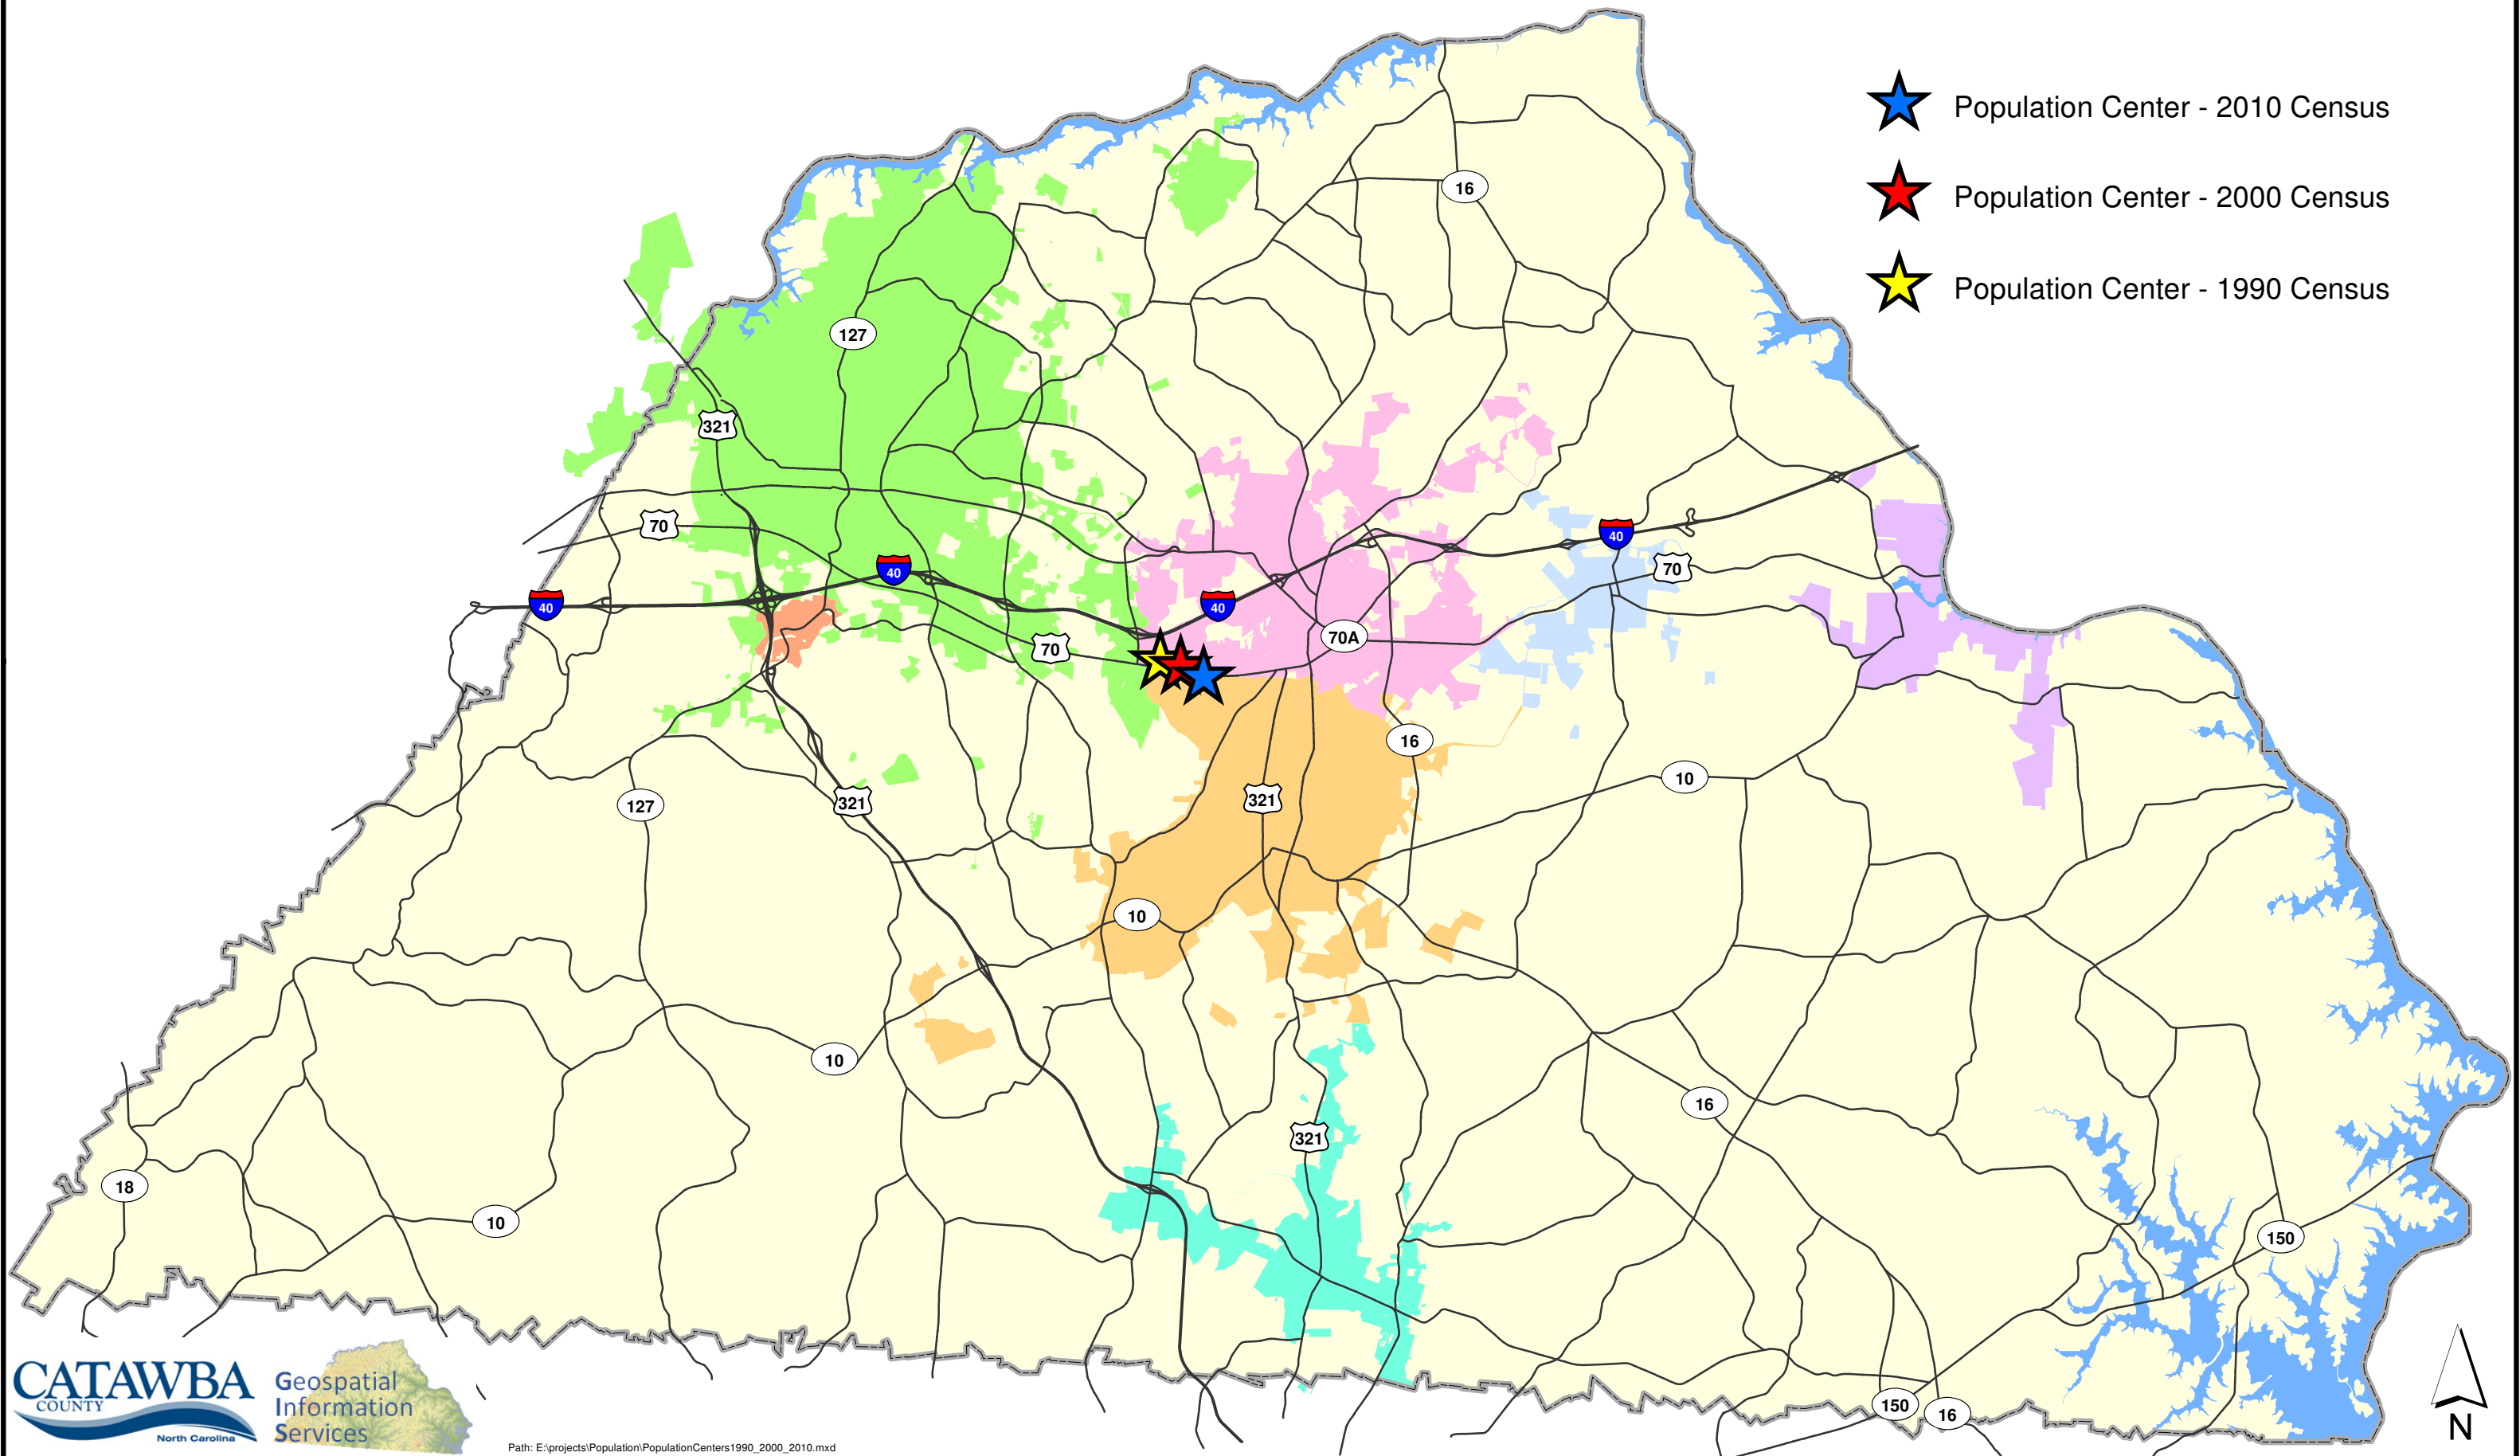 Population Center - 2010 Census
16
Population Center - 2000 Census
Population Center - 1990 Census
127
321
70
40
40
70
40
40
70A
70
16
10
127
321
321
10
10
16
321
18
10
150
150
16
CATAWBA
COUNTY
North Carolina
Geospatial
Information
Services
N
Path: E:\projects\Population\PopulationCenters1990_2000_2010.mxd